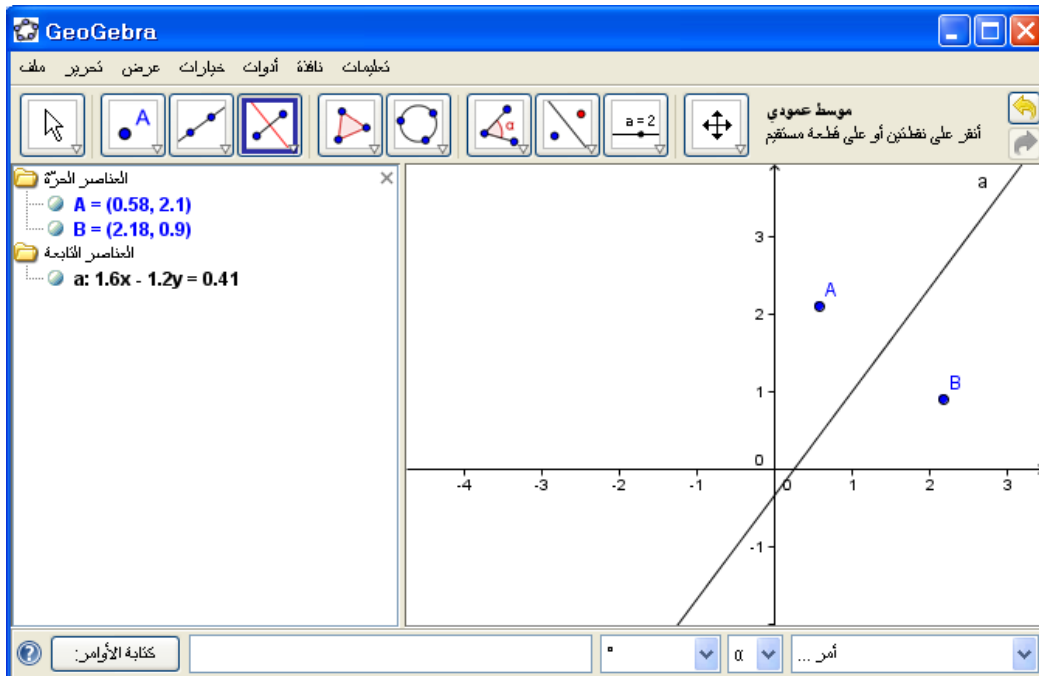 GeoGebra
ملف تحرير عرض خيارات أدوات نافذة تعليمات
A α a = 2
موسط عمودي
أنقر على نقطتين أو على قطعة مستقيم
العناصر الحرّة
A = (0.58, 2.1)
B = (2.18, 0.9)
العناصر التابعة
a: 1.6x - 1.2y = 0.41
a
3
A
2
B
1
0
-4 -3 -2 -1 0 1 2 3
-1
كتابة الأوامر:
° α أمر ...